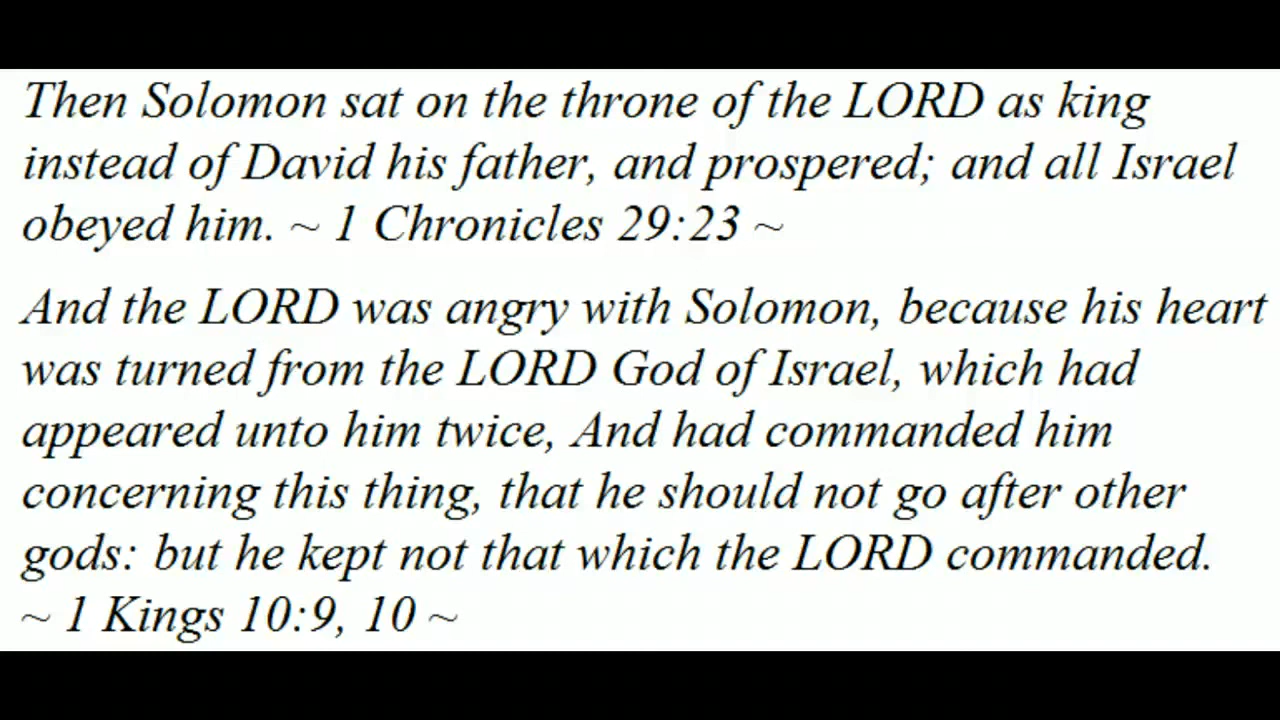 Then Solomon sat on the throne of the LORD as king
instead of David his father, and prospered; and all Israel
obeyed him. ~ 1 Chronicles 29:23 ~
And the LORD was angry with Solomon, because his heart
was turned from the LORD God of Israel, which had
appeared unto him twice, And had commanded him
concerning this thing, that he should not go after other
gods: but he kept not that which the LORD commanded.
~ 1 Kings 10:9, 10 ~